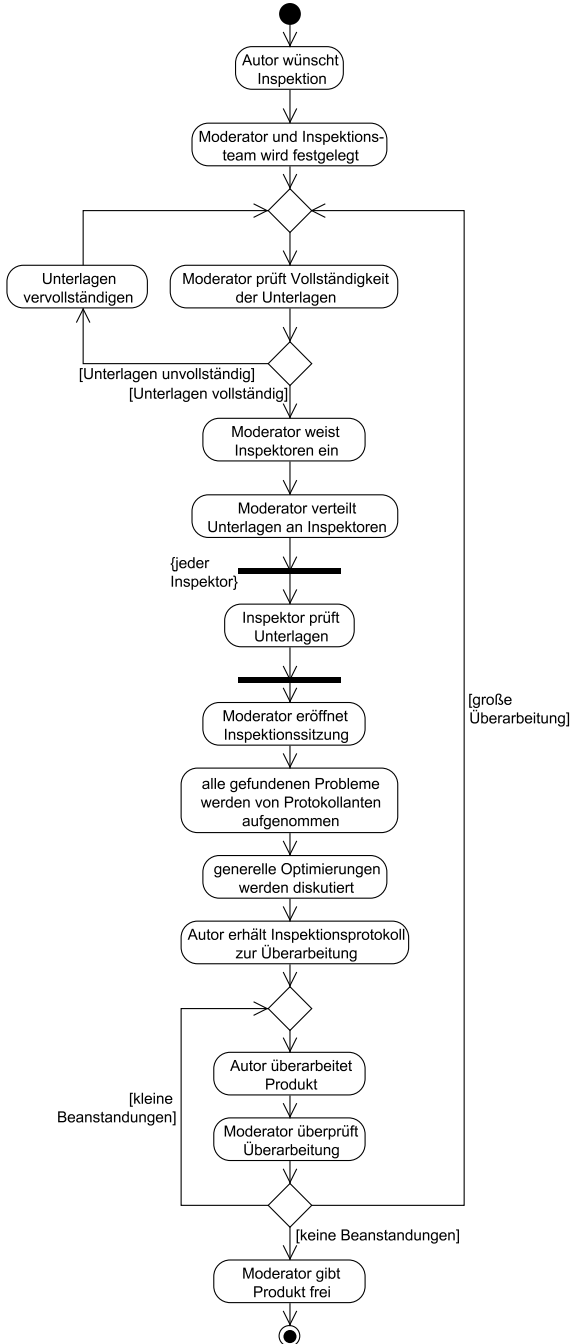 Autor wünscht
Inspektion
Moderator und Inspektions-
team wird festgelegt
Unterlagen
vervollständigen
Moderator prüft Vollständigkeit
der Unterlagen
[Unterlagen unvollständig]
[Unterlagen vollständig]
Moderator weist
Inspektoren ein
Moderator verteilt
Unterlagen an Inspektoren
{jeder
Inspektor}
Inspektor prüft
Unterlagen
[große
Überarbeitung]
Moderator eröffnet
Inspektionssitzung
alle gefundenen Probleme
werden von Protokollanten
aufgenommen
generelle Optimierungen
werden diskutiert
Autor erhält Inspektionsprotokoll
zur Überarbeitung
Autor überarbeitet
Produkt
[kleine
Beanstandungen]
Moderator überprüft
Überarbeitung
[keine Beanstandungen]
Moderator gibt
Produkt frei